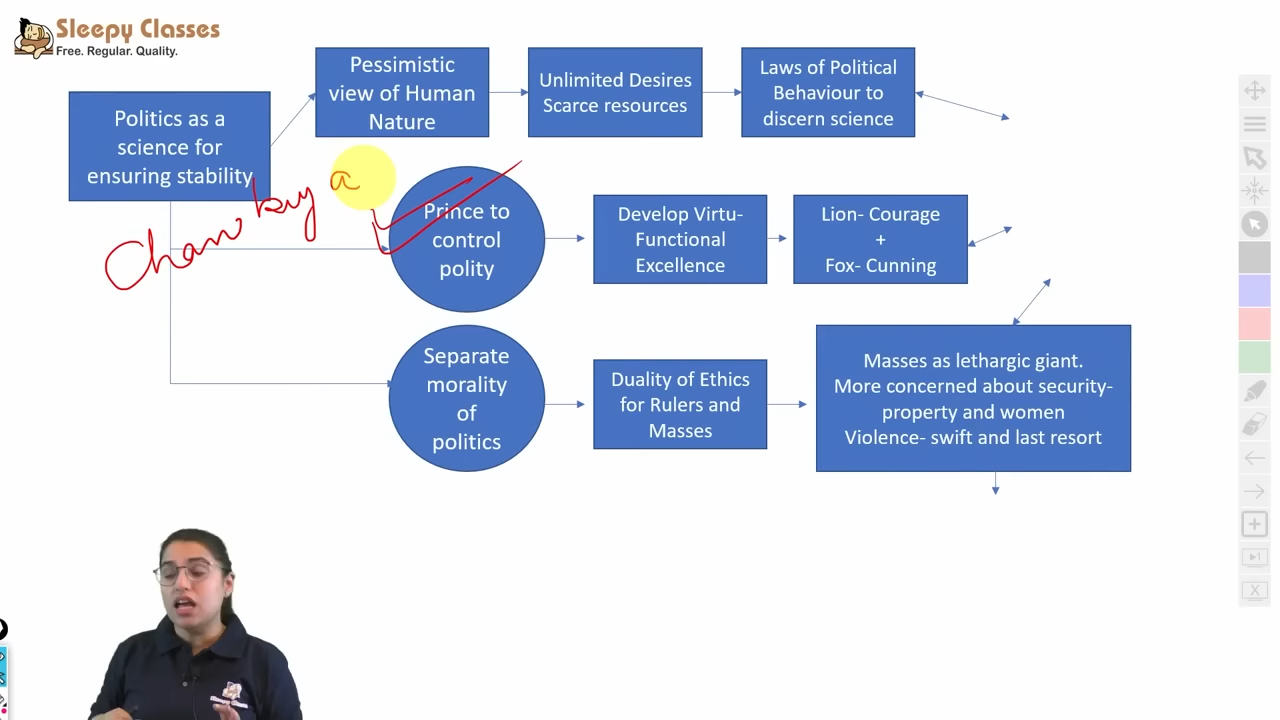 Sleepy Classes
Free. Regular. Quality.
Politics as a
science for
ensuring stability
Pessimistic
view of Human
Nature
Unlimited Desires
Scarce resources
Laws of Political
Behaviour to
discern science
Chanakya
Prince to
control
polity
Develop Virtu-
Functional
Excellence
Lion- Courage
+
Fox- Cunning
Separate
morality
of
politics
Duality of Ethics
for Rulers and
Masses
Masses as lethargic giant.
More concerned about security-
property and women
Violence- swift and last resort